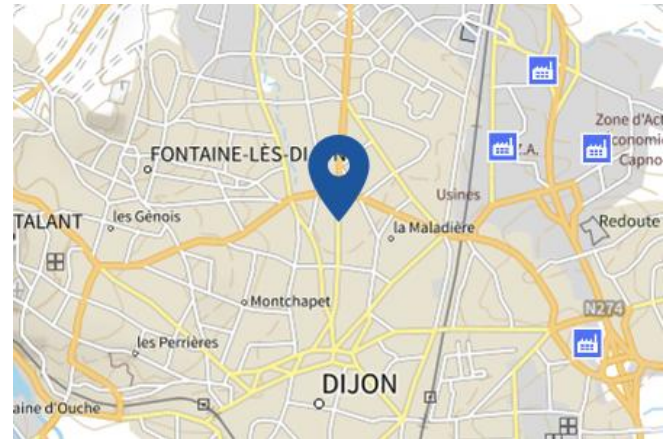 Zone d'Act
Économi
Capno
FONTAINE-LÈS-DI N
Z.A.
Usines
TALANT
les Génois
la Maladière
Redoute
Montchapet
N274
les Perrières
DIJON
aine d'Ouche